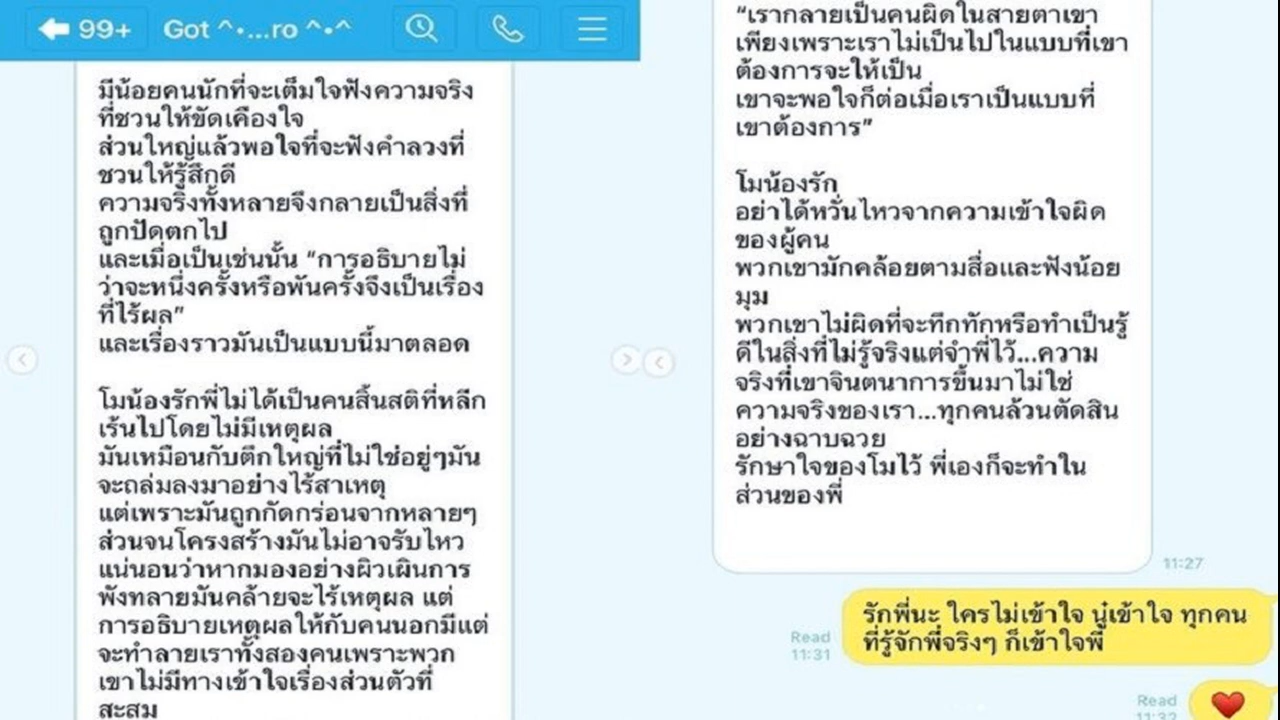 99+
Got ^•...ro ^•^
มีน้อยคนนักที่จะเต็มใจฟังความจริง
ที่ชวนให้ขัดเคืองใจ
ส่วนใหญ่แล้วพอใจที่จะฟังคำลวงที่
ชวนให้รู้สึกดี
ความจริงทั้งหลายจึงกลายเป็นสิ่งที่
ถูกปัดตกไป
และเมื่อเป็นเช่นนั้น “การอธิบายไม่
ว่าจะหนึ่งครั้งหรือพันครั้งจึงเป็นเรื่อง
ที่ไร้ผล”
และเรื่องราวมันเป็นแบบนี้มาตลอด
โมน้องรักพี่ไม่ได้เป็นคนสิ้นสติที่หลีก
เร้นไปโดยไม่มีเหตุผล
มันเหมือนกับตึกใหญ่ที่ไม่ใช่อยู่ๆมัน
จะถล่มลงมาอย่างไร้สาเหตุ
แต่เพราะมันถูกกัดกร่อนจากหลายๆ
ส่วนจนโครงสร้างมันไม่อาจรับไหว
แน่นอนว่าหากมองอย่างผิวเผินการ
พังทลายมันคล้ายจะไร้เหตุผล แต่
การอธิบายเหตุผลให้กับคนนอกมีแต่
จะทำลายเราทั้งสองคนเพราะพวก
เขาไม่มีทางเข้าใจเรื่องส่วนตัวที่
สะสม
“เรากลายเป็นคนผิดในสายตาเขา
เพียงเพราะเราไม่เป็นไปในแบบที่เขา
ต้องการจะให้เป็น
เขาจะพอใจก็ต่อเมื่อเราเป็นแบบที่
เขาต้องการ”
โมน้องรัก
อย่าได้หวั่นไหวจากความเข้าใจผิด
ของผู้คน
พวกเขามักคล้อยตามสื่อและฟังน้อย
มุม
พวกเขาไม่ผิดที่จะทึกทักหรือทำเป็นรู้
ดีในสิ่งที่ไม่รู้จริงแต่จำพี่ไว้...ความ
จริงที่เขาจินตนาการขึ้นมาไม่ใช่
ความจริงของเรา...ทุกคนล้วนตัดสิน
อย่างฉาบฉวย
รักษาใจของโมไว้ พี่เองก็จะทำใน
ส่วนของพี่
11:27
รักพี่นะ ใครไม่เข้าใจ นู๋เข้าใจ ทุกคน
ที่รู้จักพี่จริงๆ ก็เข้าใจพี่
Read
11:31
Read
11:32